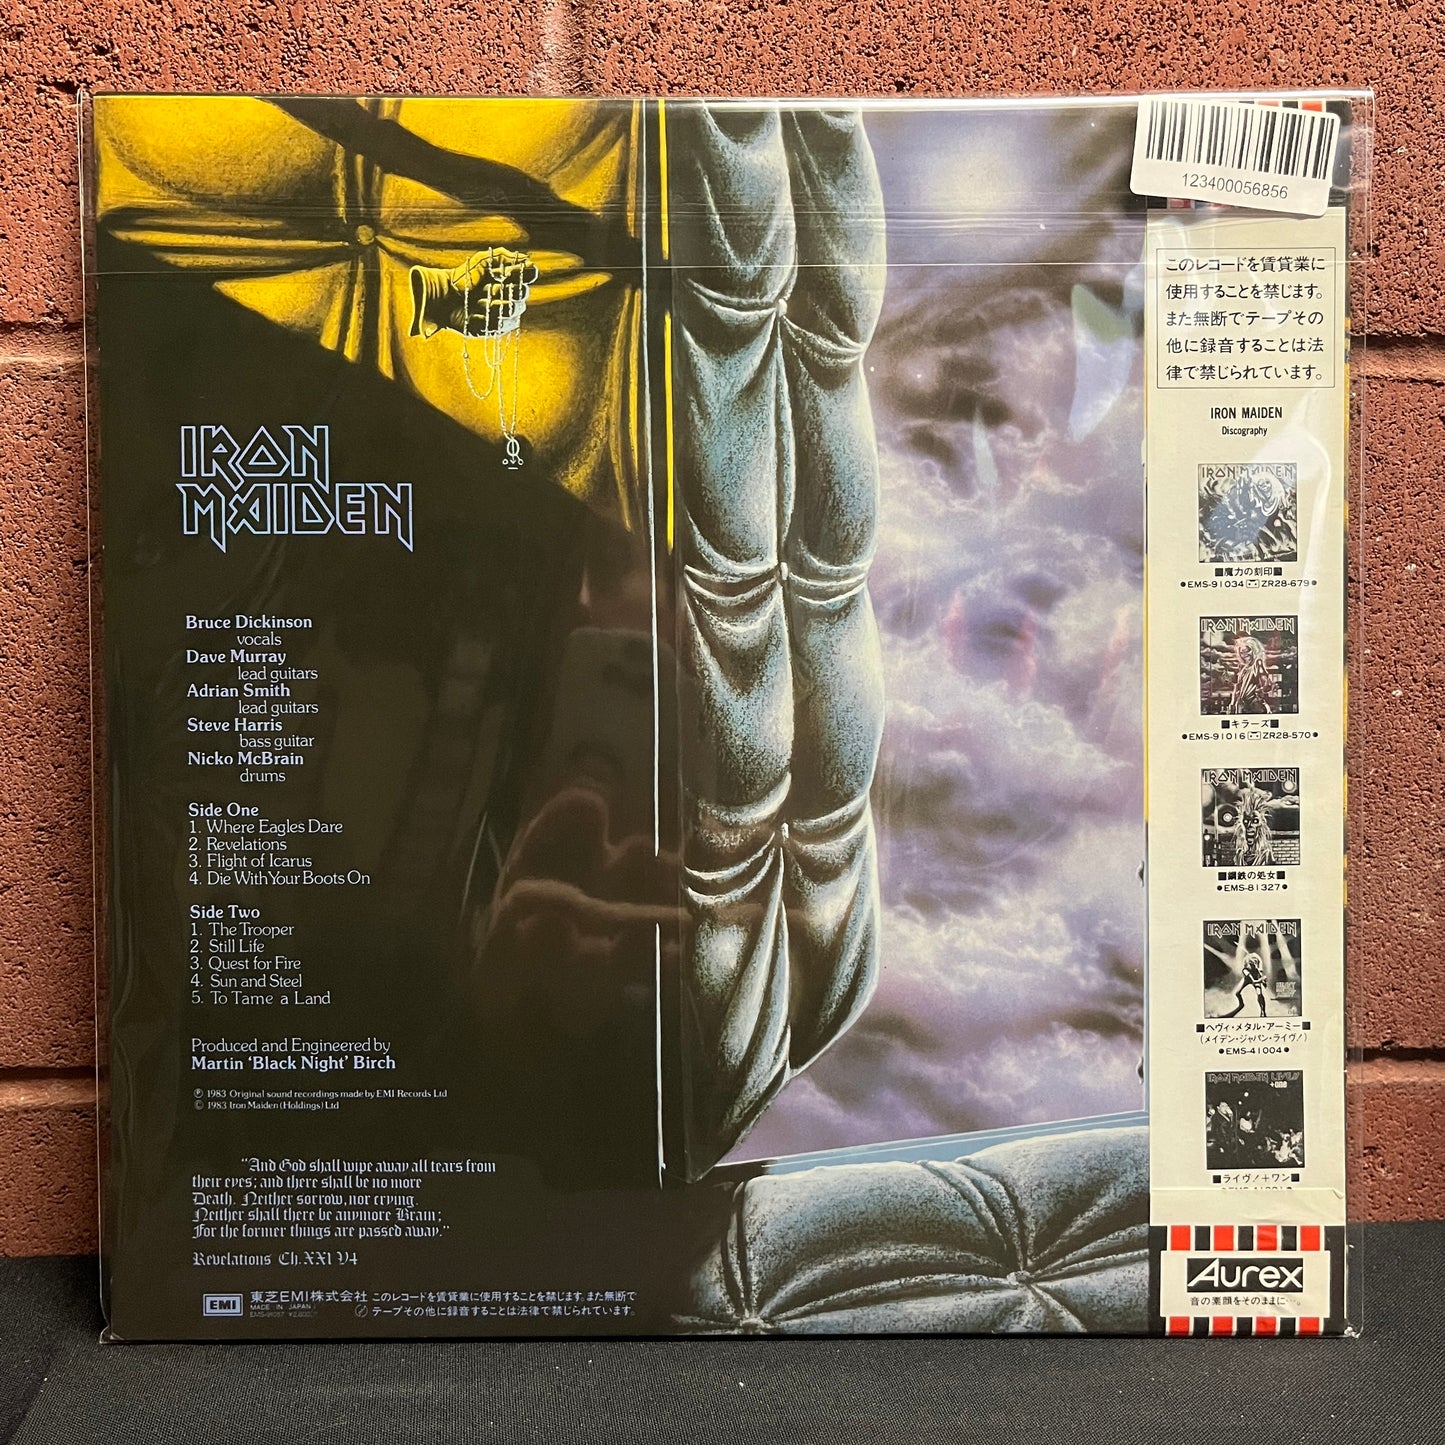 123400056856
このレコードを賃貸業に
使用することを禁じます。
また無断でテープその
他に録音することは法
律で禁じられています。
IRON MAIDEN
Discography
IRON MAIDEN
■魔力の刻印■
●EMS-91034 ZR28-679●
IRON MAIDEN
■キラーズ■
●EMS-91016 ZR28-570●
IRON MAIDEN
■鋼鉄の処女■
●EMS-81327●
IRON MAIDEN
■ヘヴィ・メタル・アーミー■
(メイデン・ジャパン・ライヴ!)
●EMS-41004●
IRON MAIDEN LIVE!!
+one
■ライヴ!+ワン■
Aurex
音の素顔をそのままに…。
IRON
MAIDEN
Bruce Dickinson
vocals
Dave Murray
lead guitars
Adrian Smith
lead guitars
Steve Harris
bass guitar
Nicko McBrain
drums
Side One
1. Where Eagles Dare
2. Revelations
3. Flight of Icarus
4. Die With Your Boots On
Side Two
1. The Trooper
2. Still Life
3. Quest for Fire
4. Sun and Steel
5. To Tame a Land
Produced and Engineered by
Martin ‘Black Night’ Birch
℗ 1983 Original sound recordings made by EMI Records Ltd
© 1983 Iron Maiden (Holdings) Ltd
“And God shall wipe away all tears from
their eyes; and there shall be no more
Death. Neither sorrow, nor crying.
Neither shall there be anymore Brain;
For the former things are passed away.”
Revelations Ch. XXI V4
EMI 東芝EMI株式会社 このレコードを賃貸業に使用することを禁じます。また無断で
MADE IN JAPAN テープその他に録音することは法律で禁じられています。